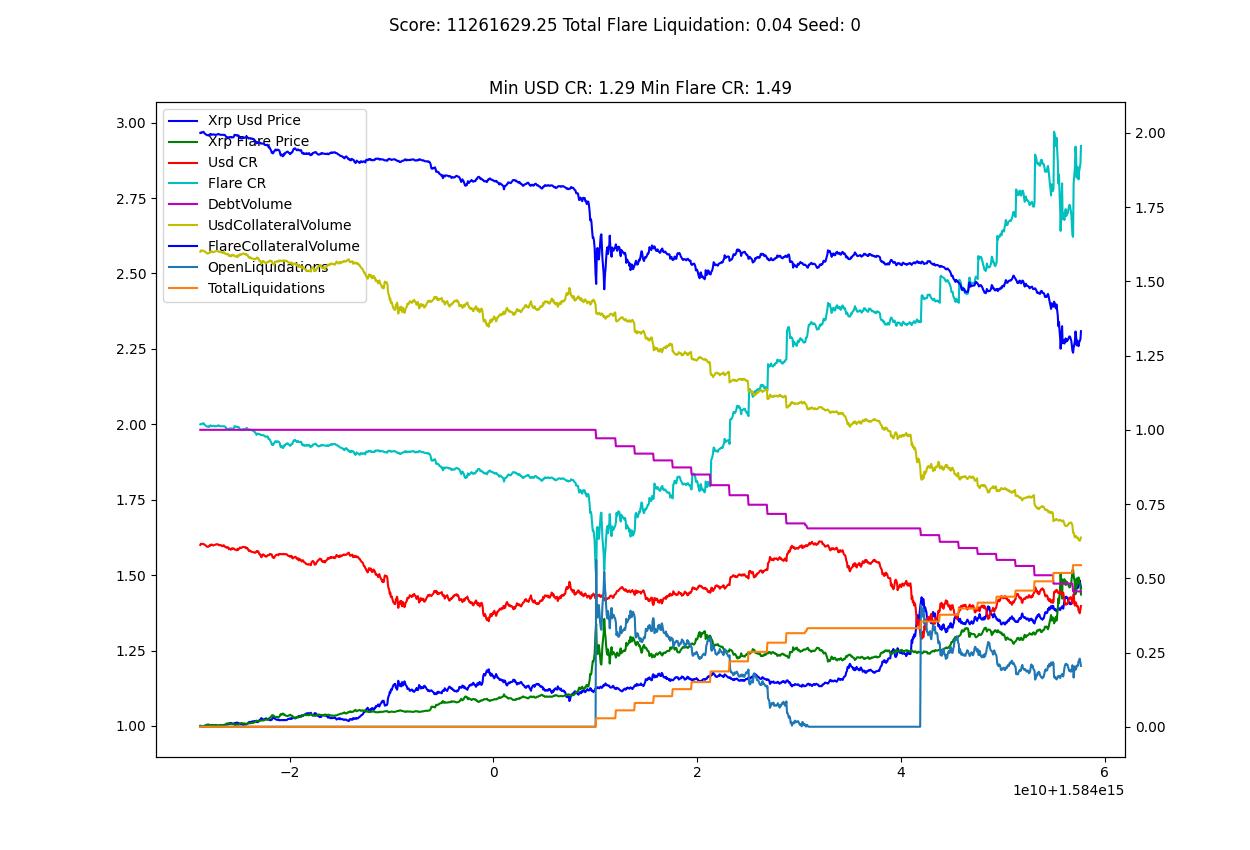 Score: 11261629.25 Total Flare Liquidation: 0.04 Seed: 0
Min USD CR: 1.29 Min Flare CR: 1.49
Xrp Usd Price
Xrp Flare Price
Usd CR
Flare CR
DebtVolume
UsdCollateralVolume
FlareCollateralVolume
OpenLiquidations
TotalLiquidations
3.00
2.75
2.50
2.25
2.00
1.75
1.50
1.25
1.00
2.00
1.75
1.50
1.25
1.00
0.75
0.50
0.25
0.00
−2 0 2 4 6
1e10+1.584e15